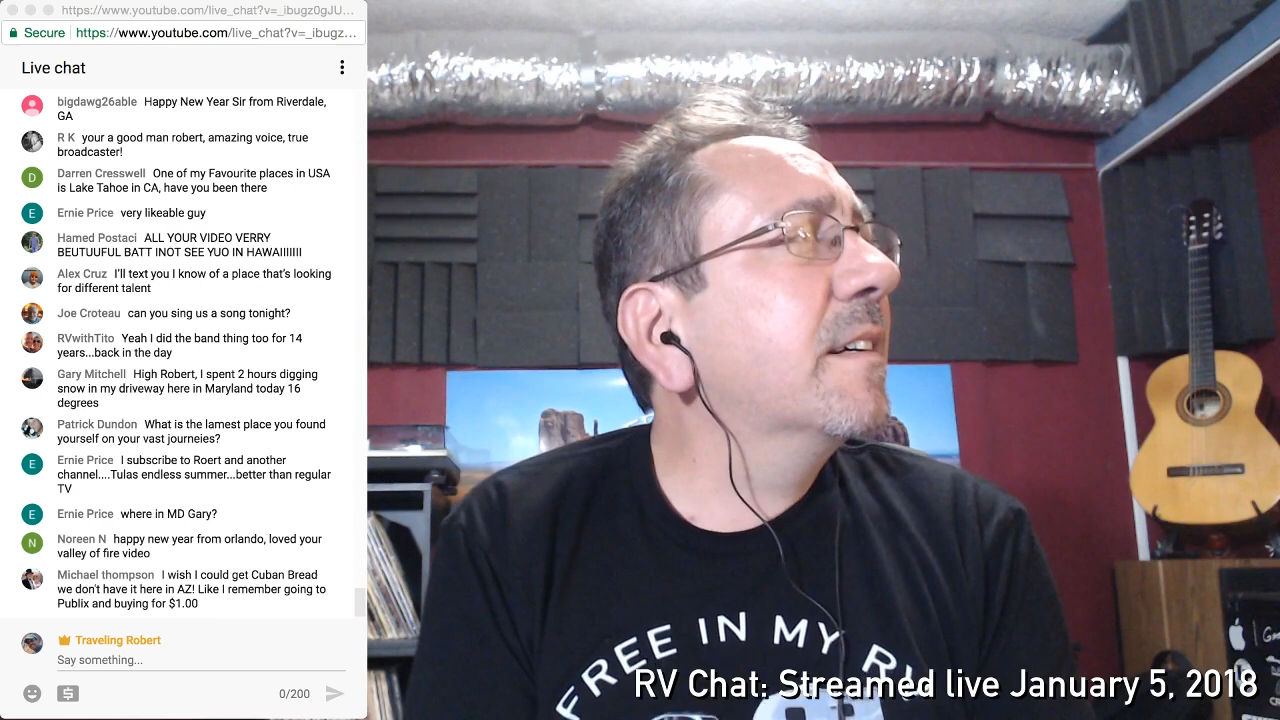 https://www.youtube.com/live_chat?v=_ibugz0gJU...
Secure
https://www.youtube.com/live_chat?v=_ibugz...
Live chat
bigdawg26able Happy New Year Sir from Riverdale,
GA
R K your a good man robert, amazing voice, true
broadcaster!
D
Darren Cresswell One of my Favourite places in USA
is Lake Tahoe in CA, have you been there
E
Ernie Price very likeable guy
Hamed Postaci ALL YOUR VIDEO VERRY
BEUTUUFUL BATT INOT SEE YUO IN HAWAIIIIIII
Alex Cruz I'll text you I know of a place that's looking
for different talent
Joe Croteau can you sing us a song tonight?
RVwithTito Yeah I did the band thing too for 14
years...back in the day
Gary Mitchell High Robert, I spent 2 hours digging
snow in my driveway here in Maryland today 16
degrees
Patrick Dundon What is the lamest place you found
yourself on your vast journeies?
E
Ernie Price I subscribe to Roert and another
channel....Tulas endless summer...better than regular
TV
E
Ernie Price where in MD Gary?
N
Noreen N happy new year from orlando, loved your
valley of fire video
Michael thompson I wish I could get Cuban Bread
we don't have it here in AZ! Like I remember going to
Publix and buying for $1.00
Traveling Robert
Say something...
0/200
FREE IN MY RV
RV Chat: Streamed live January 5, 2018